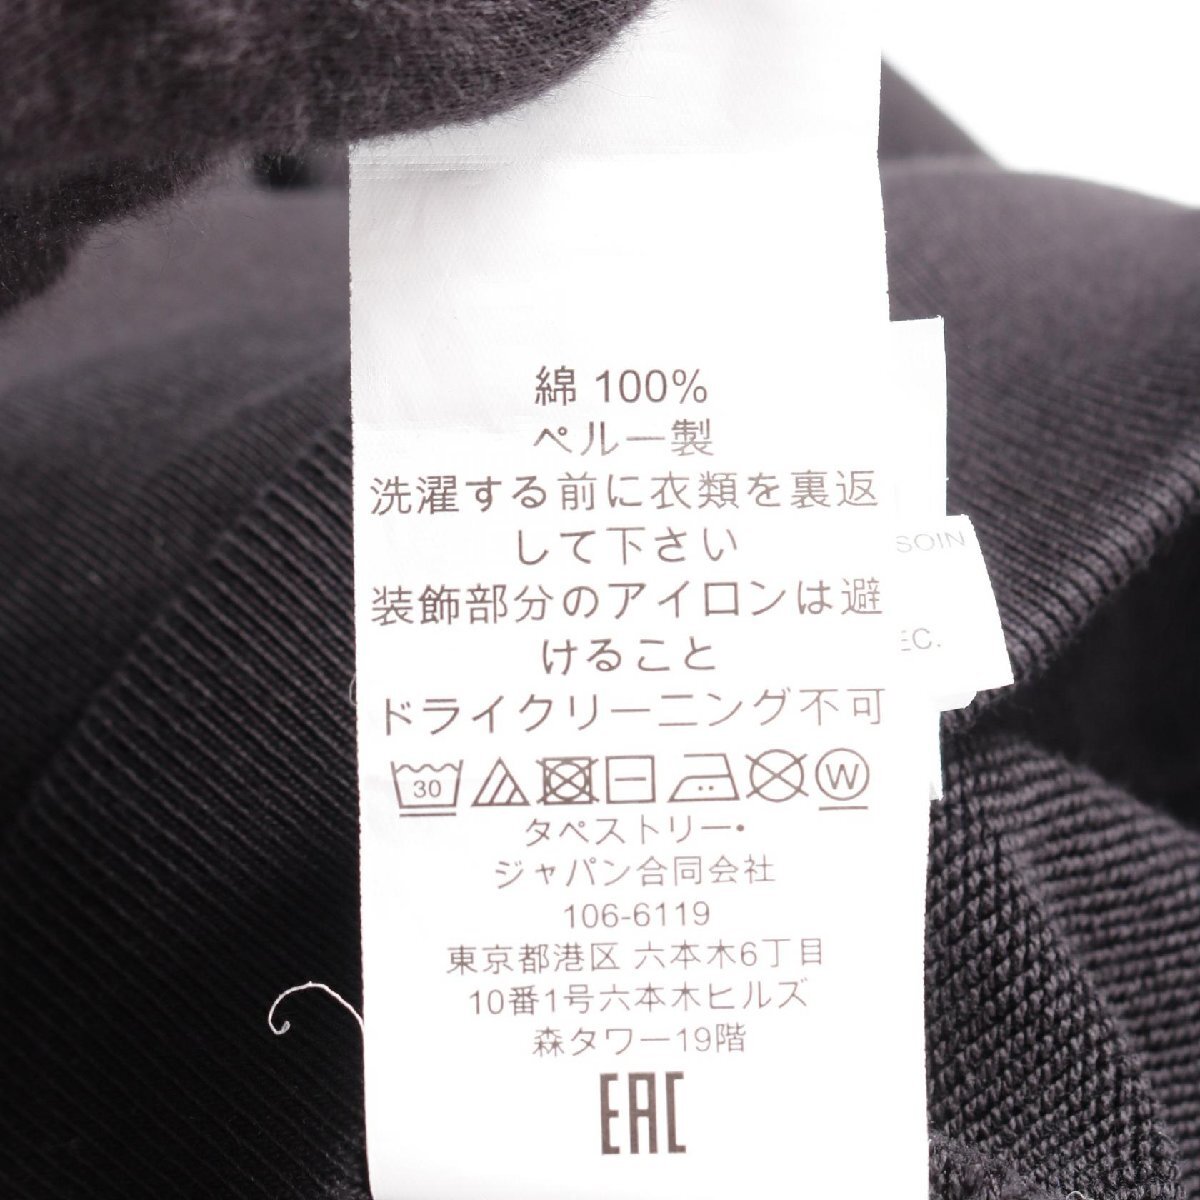 綿 100%
ペルー製
洗濯する前に衣類を裏返
して下さい
装飾部分のアイロンは避
けること
ドライクリーニング不可
30 W
タペストリー・
ジャパン合同会社
106-6119
東京都港区 六本木6丁目
10番1号六本木ヒルズ
森タワー19階
EAC
SOIN
EC.